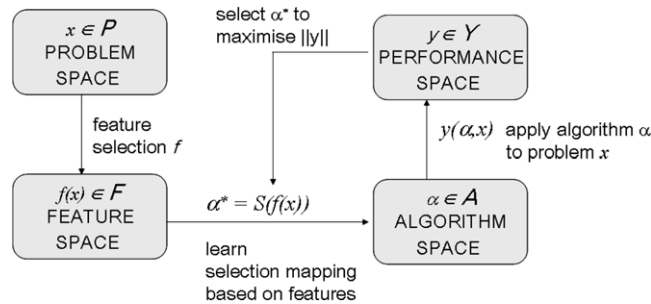 x ∈ P
PROBLEM
SPACE
select α* to
maximise ||y||
y ∈ Y
PERFORMANCE
SPACE
feature
selection f
y(α,x) apply algorithm α
to problem x
f(x) ∈ F
FEATURE
SPACE
α* = S(f(x))
α ∈ A
ALGORITHM
SPACE
learn
selection mapping
based on features